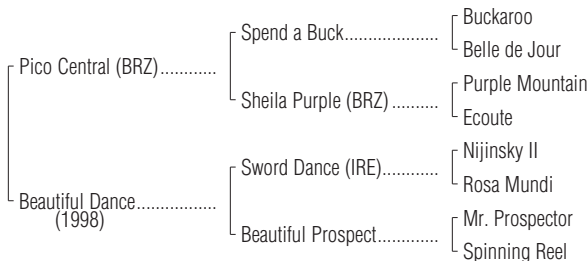 Buckaroo
Spend a Buck....................
Belle de Jour
Pico Central (BRZ)............
Purple Mountain
Sheila Purple (BRZ) ..........
Ecoute
Nijinsky II
Sword Dance (IRE)............
Rosa Mundi
Beautiful Dance.................
(1998)
Mr. Prospector
Beautiful Prospect.............
Spinning Reel